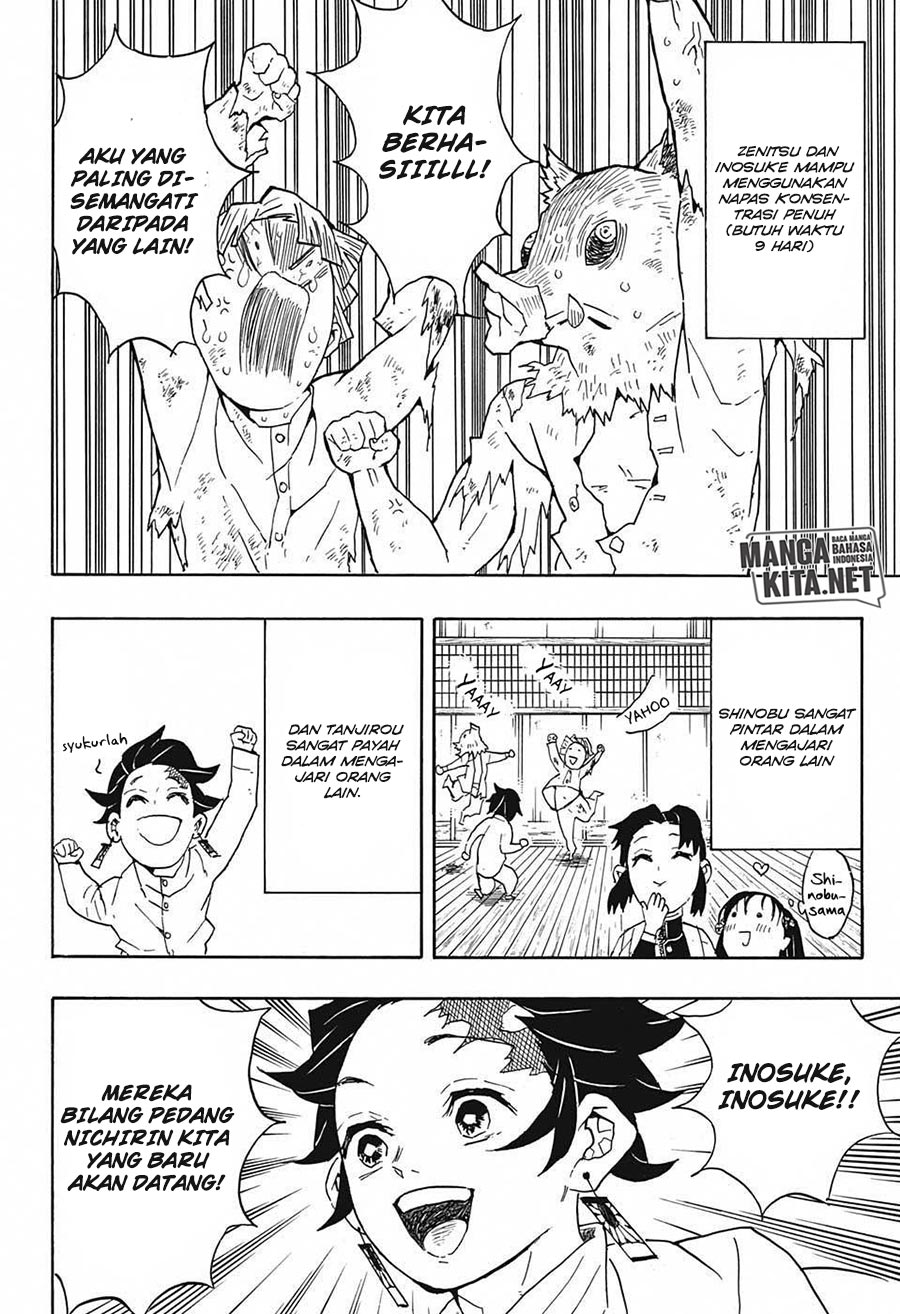 ZENITSU DAN
INOSUKE MAMPU
MENGGUNAKAN
NAPAS KONSEN-
TRASI PENUH
(BUTUH WAKTU
9 HARI)
KITA
BERHA-
SIIILLL!
AKU YANG
PALING DI-
SEMANGATI
DARIPADA
YANG LAIN!
MANGA
KITA.NET
BACA MANGA
BAHASA
INDONESIA
SHINOBU SANGAT
PINTAR DALAM
MENGAJARI
ORANG LAIN
YAHOO
YAAY
YAAAY
Shi-
nobu-
sama
DAN TANJIROU
SANGAT PAYAH
DALAM MENGA-
JARI ORANG
LAIN.
syukurlah
INOSUKE,
INOSUKE!!
MEREKA
BILANG PEDANG
NICHIRIN KITA
YANG BARU
AKAN DATANG!